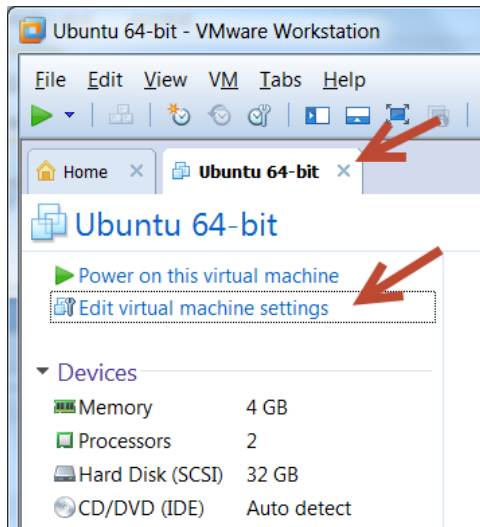 Ubuntu 64-bit - VMware Workstation
File Edit View VM Tabs Help
Home Ubuntu 64-bit
Ubuntu 64-bit
Power on this virtual machine
Edit virtual machine settings
Devices
Memory 4 GB
Processors 2
Hard Disk (SCSI) 32 GB
CD/DVD (IDE) Auto detect